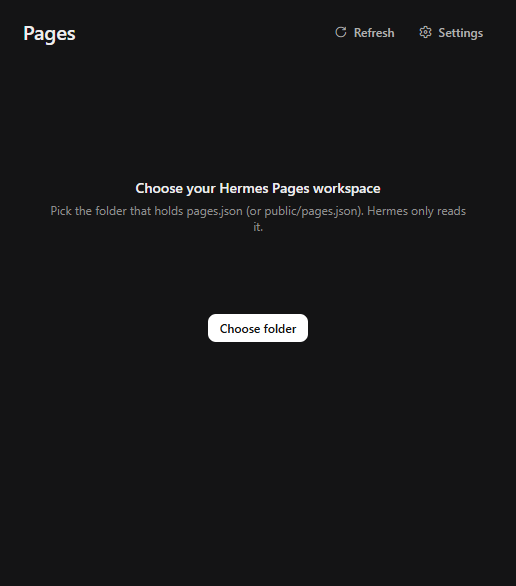 Pages
Refresh
Settings
Choose your Hermes Pages workspace
Pick the folder that holds pages.json (or public/pages.json). Hermes only reads
it.
Choose folder